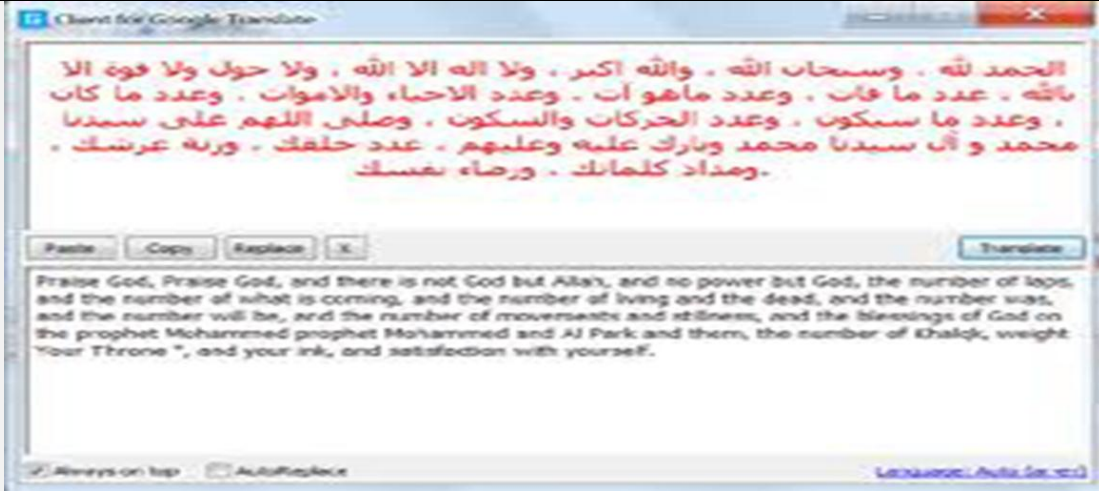 Client for Google Translate
الحمد لله ، وسبحان الله ، والله اكبر ، ولا اله الا الله ، ولا حول ولا قوة الا
بالله ، عدد ما فات ، وعدد ماهو آت ، وعدد الاحياء والاموات ، وعدد ما كان
، وعدد ما سيكون ، وعدد الحركات والسكون ، وصلى اللهم على سيدنا
محمد و آل سيدنا محمد وبارك عليه وعليهم ، عدد خلقك ، وزنة عرشك ،
ومداد كلماتك ، ورضاء نفسك.
Paste Copy Replace X Translate
Praise God, Praise God, and there is not God but Allah, and no power but God, the number of laps,
and the number of what is coming, and the number of living and the dead, and the number was,
and the number will be, and the number of movements and stillness, and the blessings of God on
the prophet Mohammed prophet Mohammed and Al Park and them, the number of Khalqk, weight
Your Throne ", and your ink, and satisfaction with yourself.
Always on top AutoReplace Language: Auto (ar en)